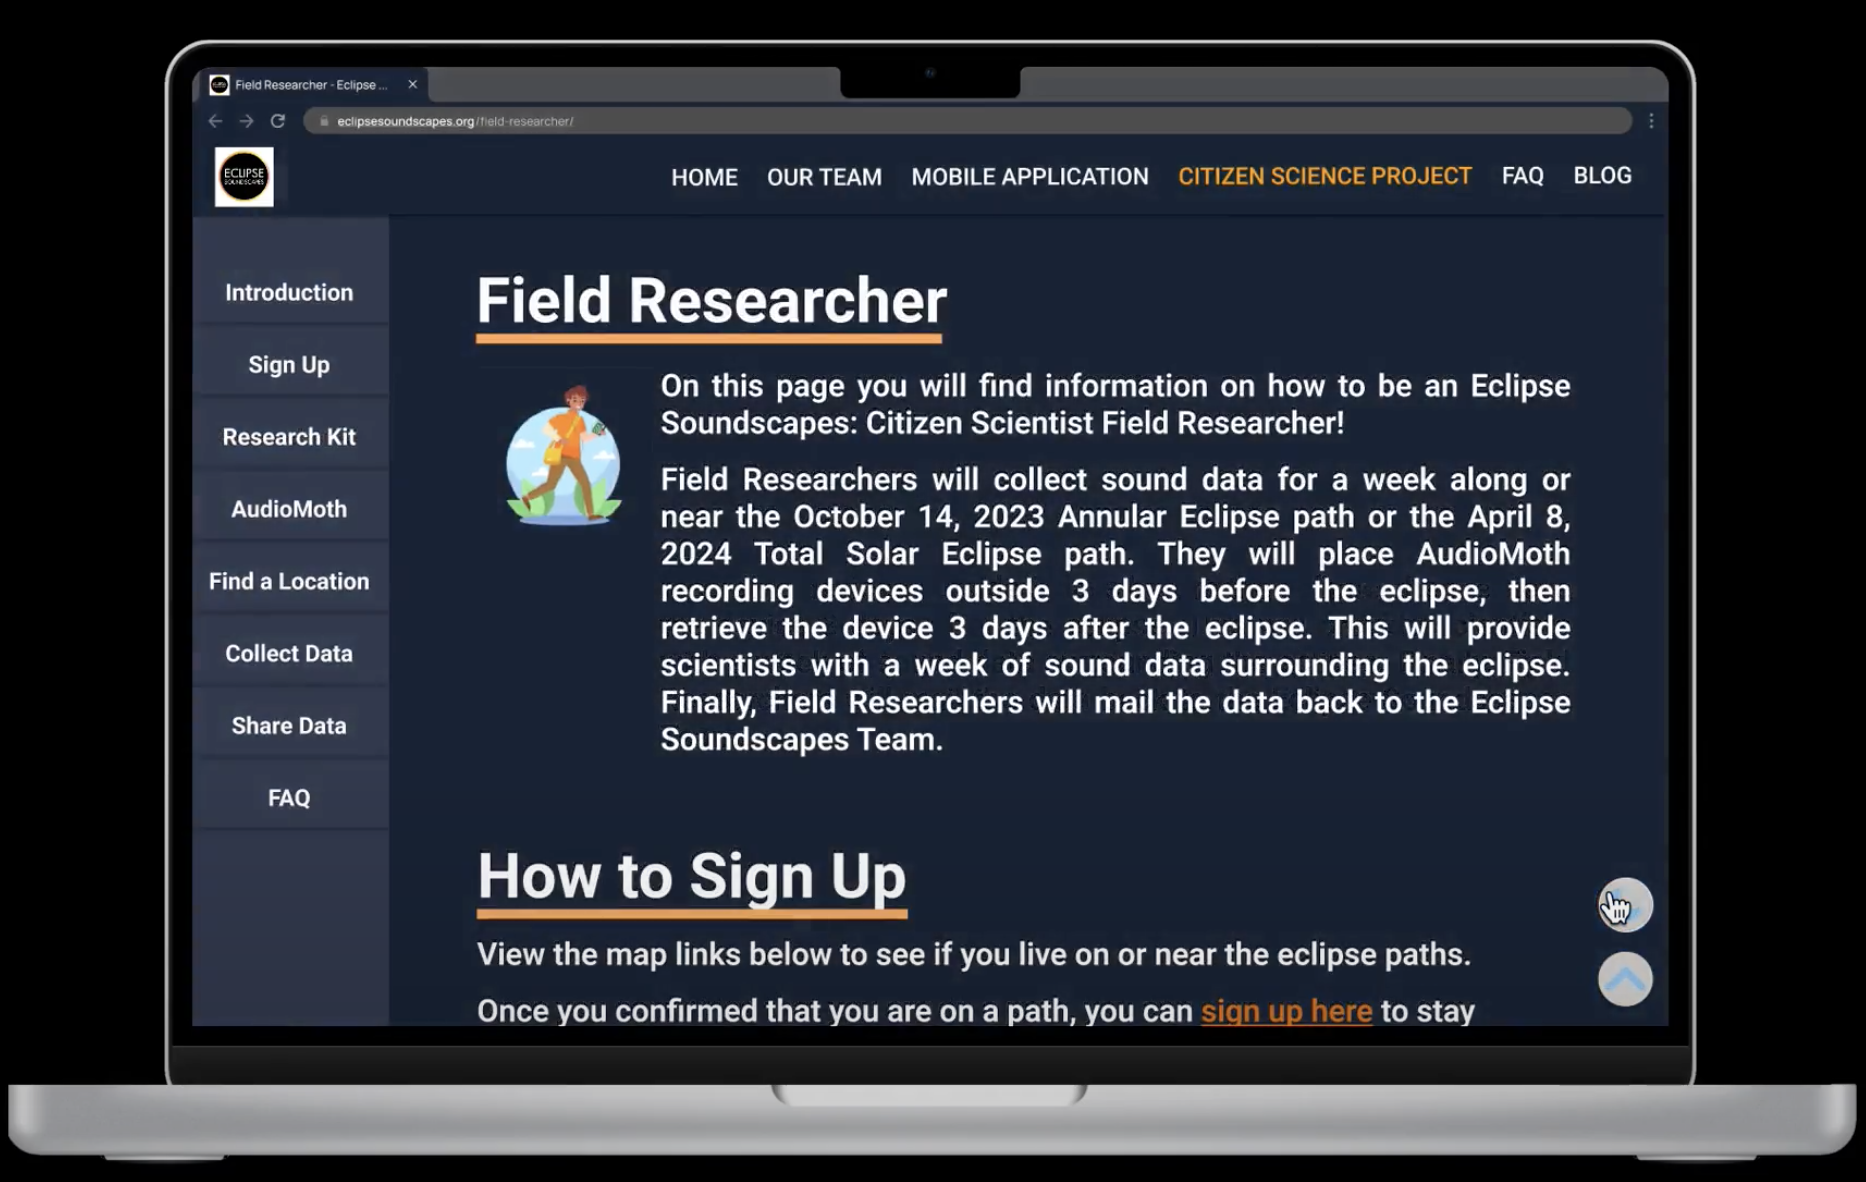 Field Researcher - Eclipse ...
eclipsesoundscapes.org/field-researcher/
ECLIPSE
SOUNDSCAPES
HOME OUR TEAM MOBILE APPLICATION CITIZEN SCIENCE PROJECT FAQ BLOG
Introduction
Sign Up
Research Kit
AudioMoth
Find a Location
Collect Data
Share Data
FAQ
Field Researcher
On this page you will find information on how to be an Eclipse
Soundscapes: Citizen Scientist Field Researcher!
Field Researchers will collect sound data for a week along or
near the October 14, 2023 Annular Eclipse path or the April 8,
2024 Total Solar Eclipse path. They will place AudioMoth
recording devices outside 3 days before the eclipse, then
retrieve the device 3 days after the eclipse. This will provide
scientists with a week of sound data surrounding the eclipse.
Finally, Field Researchers will mail the data back to the Eclipse
Soundscapes Team.
How to Sign Up
View the map links below to see if you live on or near the eclipse paths.
Once you confirmed that you are on a path, you can sign up here to stay